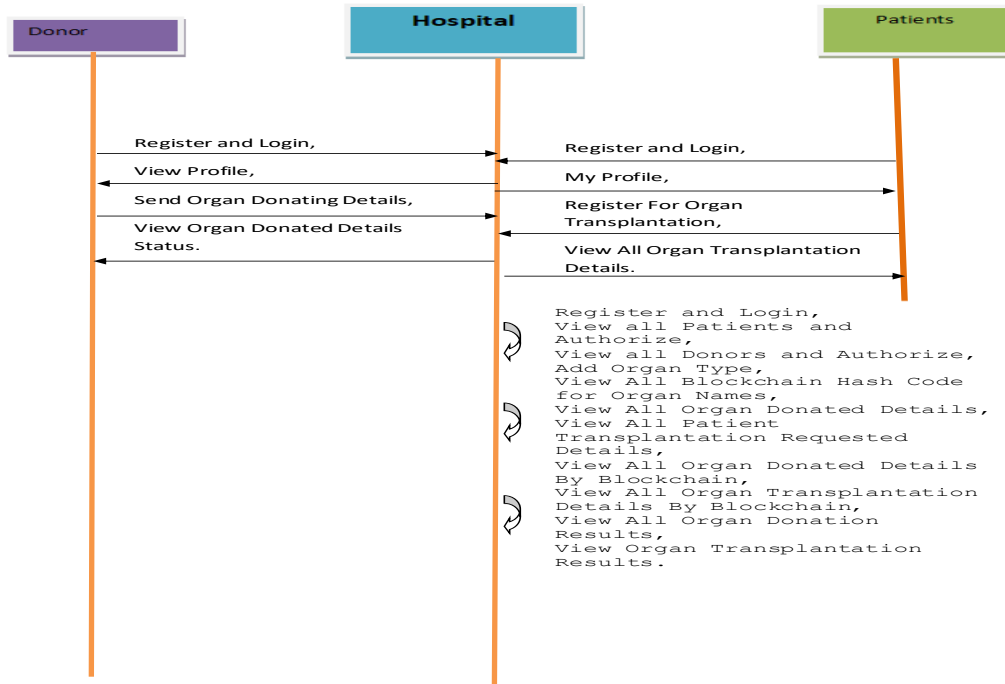 Donor
Hospital
Patients
Register and Login,
View Profile,
Send Organ Donating Details,
View Organ Donated Details
Status.
Register and Login,
My Profile,
Register For Organ
Transplantation,
View All Organ Transplantation
Details.
Register and Login,
View all Patients and
Authorize,
View all Donors and Authorize,
Add Organ Type,
View All Blockchain Hash Code
for Organ Names,
View All Organ Donated Details,
View All Patient
Transplantation Requested
Details,
View All Organ Donated Details
By Blockchain,
View All Organ Transplantation
Details By Blockchain,
View All Organ Donation
Results,
View Organ Transplantation
Results.